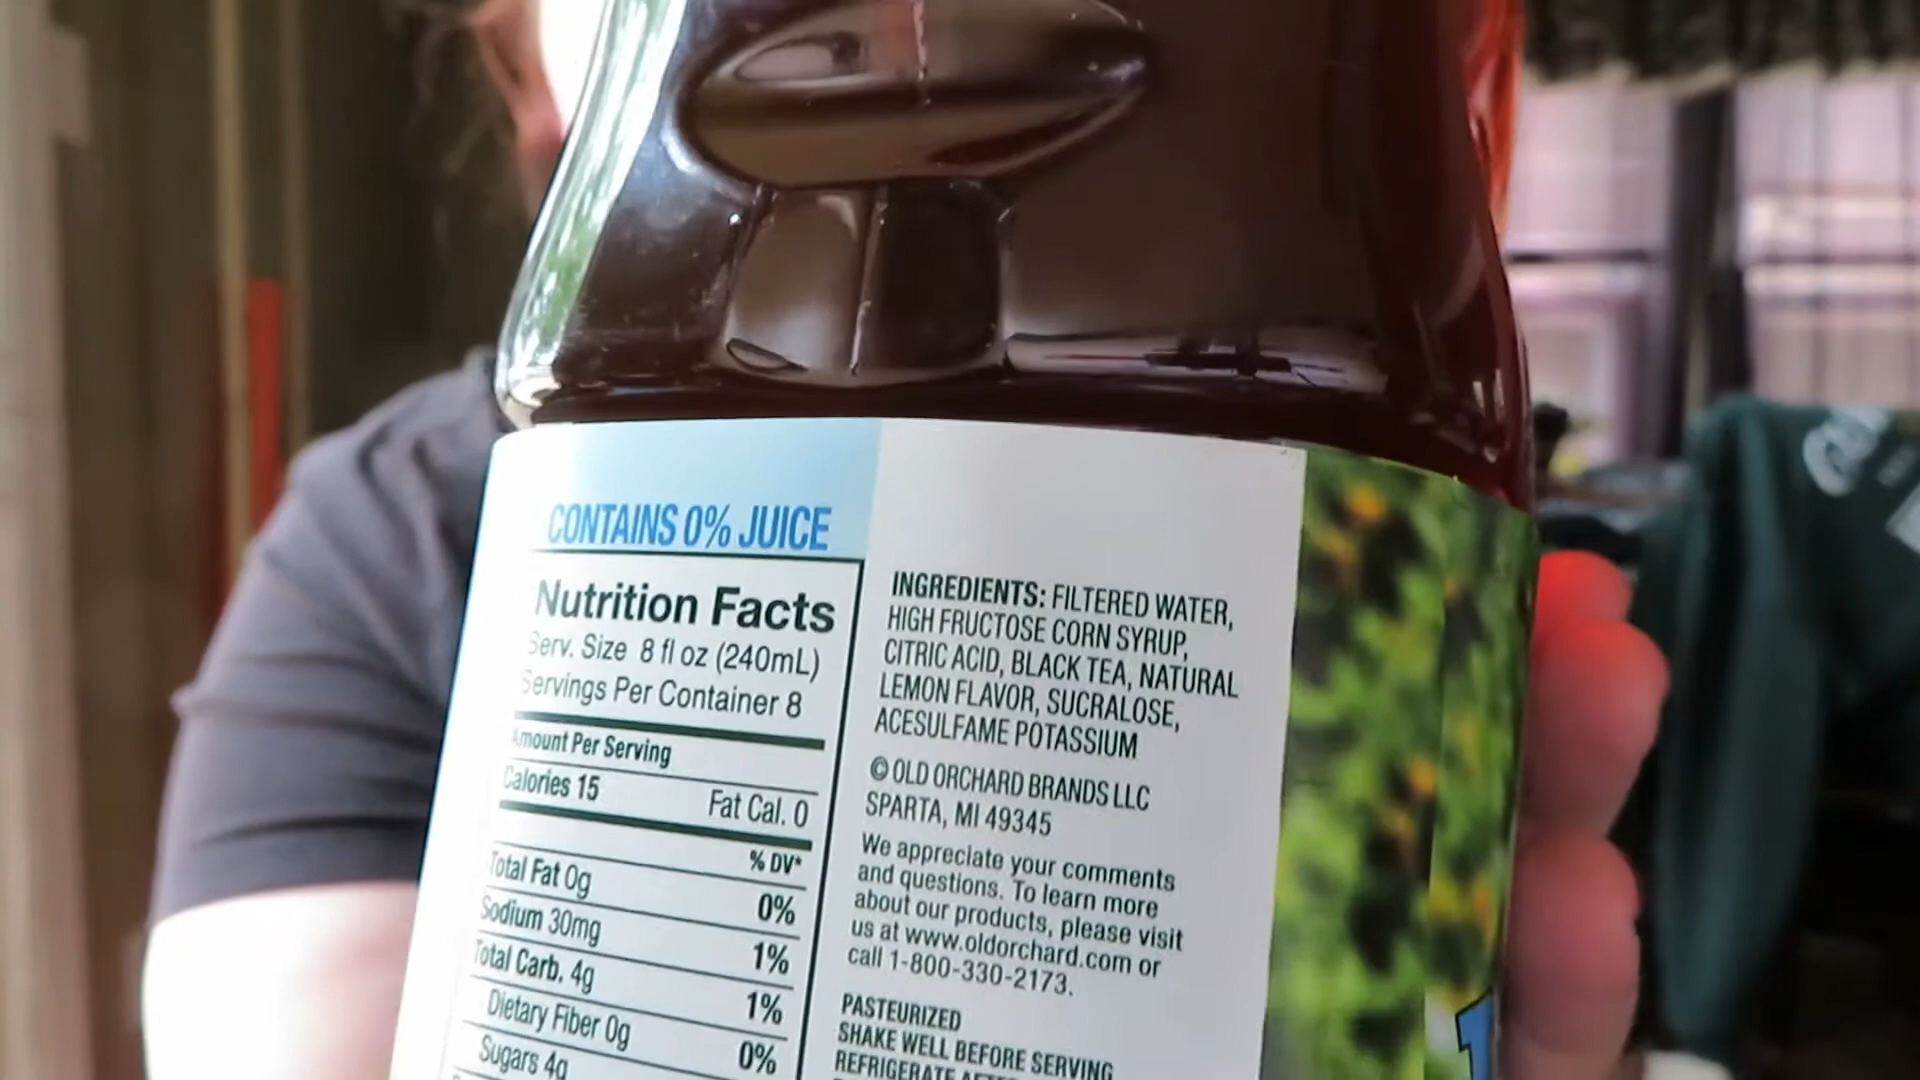 CONTAINS 0% JUICE
Nutrition Facts
Serv. Size 8 fl oz (240mL)
Servings Per Container 8
Amount Per Serving
Calories 15 Fat Cal. 0
% DV*
Total Fat 0g 0%
Sodium 30mg 1%
Total Carb. 4g 1%
Dietary Fiber 0g 0%
Sugars 4g
INGREDIENTS: FILTERED WATER,
HIGH FRUCTOSE CORN SYRUP,
CITRIC ACID, BLACK TEA, NATURAL
LEMON FLAVOR, SUCRALOSE,
ACESULFAME POTASSIUM
© OLD ORCHARD BRANDS LLC
SPARTA, MI 49345
We appreciate your comments
and questions. To learn more
about our products, please visit
us at www.oldorchard.com or
call 1-800-330-2173.
PASTEURIZED
SHAKE WELL BEFORE SERVING
REFRIGERATE